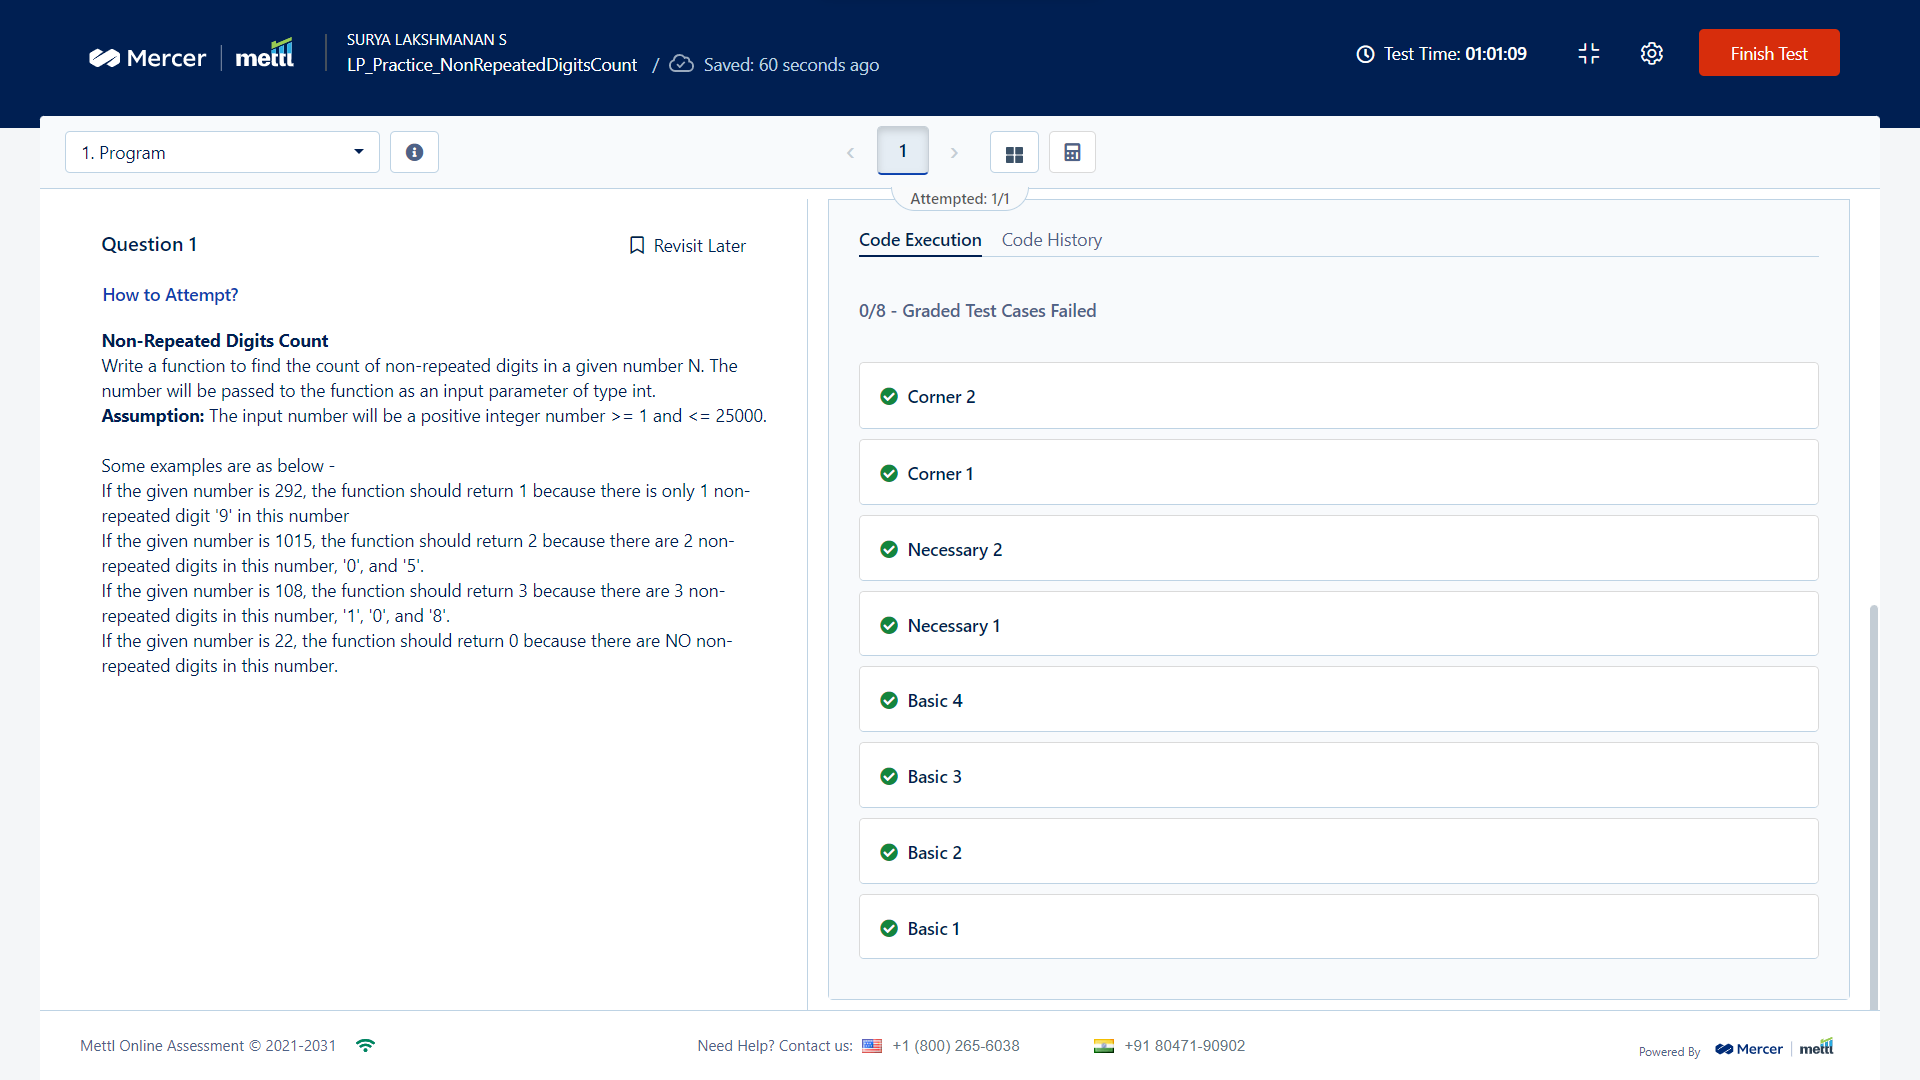 Mercer | mettl
SURYA LAKSHMANAN S
LP_Practice_NonRepeatedDigitsCount / Saved: 60 seconds ago
Test Time: 01:01:09
Finish Test
1. Program
1
Attempted: 1/1
Question 1
Revisit Later
How to Attempt?
Non-Repeated Digits Count
Write a function to find the count of non-repeated digits in a given number N. The
number will be passed to the function as an input parameter of type int.
Assumption: The input number will be a positive integer number >= 1 and <= 25000.
Some examples are as below -
If the given number is 292, the function should return 1 because there is only 1 non-
repeated digit '9' in this number
If the given number is 1015, the function should return 2 because there are 2 non-
repeated digits in this number, '0', and '5'.
If the given number is 108, the function should return 3 because there are 3 non-
repeated digits in this number, '1', '0', and '8'.
If the given number is 22, the function should return 0 because there are NO non-
repeated digits in this number.
Code Execution
Code History
0/8 - Graded Test Cases Failed
Corner 2
Corner 1
Necessary 2
Necessary 1
Basic 4
Basic 3
Basic 2
Basic 1
Mettl Online Assessment © 2021-2031
Need Help? Contact us: +1 (800) 265-6038
+91 80471-90902
Powered By Mercer | mettl